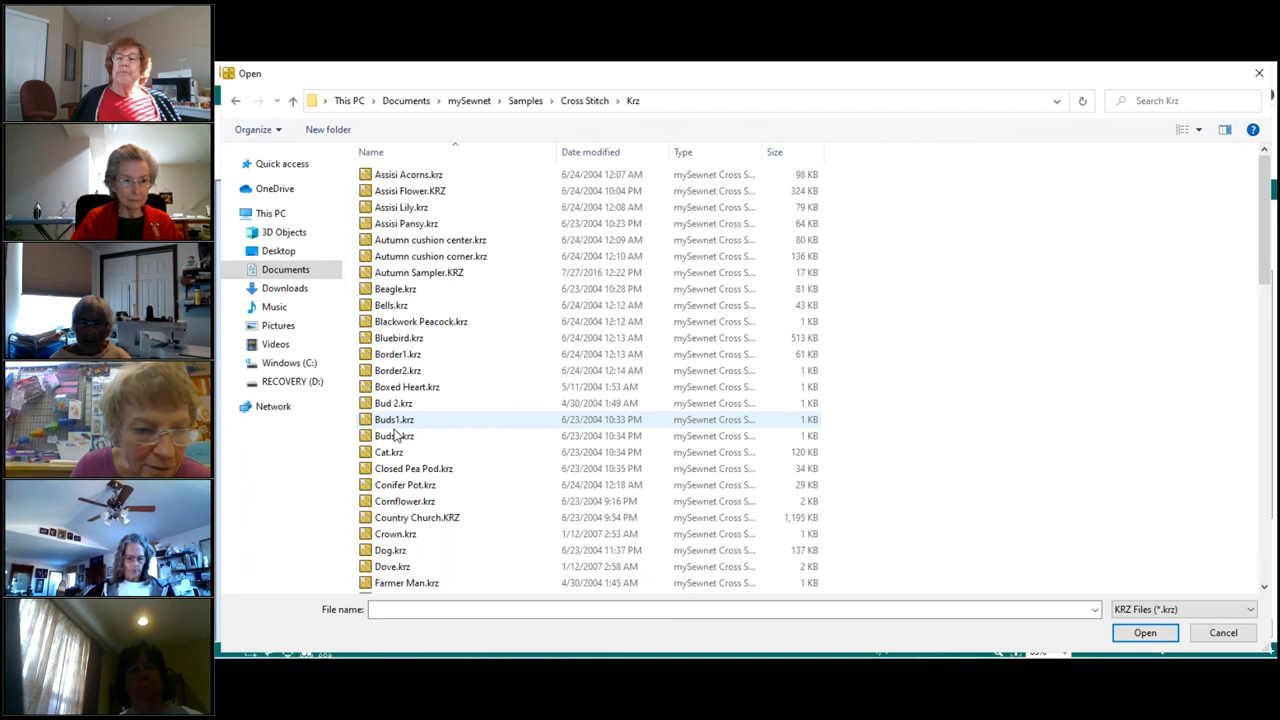 Open
This PC > Documents > mySewnet > Samples > Cross Stitch > Krz
Search Krz
Organize
New folder
Name Date modified Type Size
Quick access
OneDrive
This PC
3D Objects
Desktop
Documents
Downloads
Music
Pictures
Videos
Windows (C:)
RECOVERY (D:)
Network
Assisi Acorns.krz 6/24/2004 12:07 AM mySewnet Cross S... 98 KB
Assisi Flower.KRZ 6/23/2004 10:04 PM mySewnet Cross S... 324 KB
Assisi Lily.krz 6/24/2004 12:08 AM mySewnet Cross S... 79 KB
Assisi Pansy.krz 6/23/2004 10:23 PM mySewnet Cross S... 64 KB
Autumn cushion center.krz 6/24/2004 12:09 AM mySewnet Cross S... 80 KB
Autumn cushion corner.krz 6/24/2004 12:10 AM mySewnet Cross S... 136 KB
Autumn Sampler.KRZ 7/27/2016 12:22 PM mySewnet Cross S... 17 KB
Beagle.krz 6/23/2004 10:28 PM mySewnet Cross S... 81 KB
Bells.krz 6/24/2004 12:12 AM mySewnet Cross S... 43 KB
Blackwork Peacock.krz 6/24/2004 12:12 AM mySewnet Cross S... 1 KB
Bluebird.krz 6/24/2004 12:13 AM mySewnet Cross S... 513 KB
Border1.krz 6/24/2004 12:13 AM mySewnet Cross S... 61 KB
Border2.krz 6/24/2004 12:14 AM mySewnet Cross S... 1 KB
Boxed Heart.krz 5/11/2004 1:53 AM mySewnet Cross S... 1 KB
Bud 2.krz 4/30/2004 1:49 AM mySewnet Cross S... 1 KB
Buds1.krz 6/23/2004 10:33 PM mySewnet Cross S... 1 KB
6/23/2004 10:34 PM mySewnet Cross S... 1 KB
Cat.krz 6/23/2004 10:34 PM mySewnet Cross S... 120 KB
Closed Pea Pod.krz 6/23/2004 10:35 PM mySewnet Cross S... 34 KB
Conifer Pot.krz 6/24/2004 12:18 AM mySewnet Cross S... 29 KB
Cornflower.krz 6/23/2004 9:16 PM mySewnet Cross S... 2 KB
Country Church.KRZ 6/23/2004 9:54 PM mySewnet Cross S... 1,195 KB
Crown.krz 1/12/2007 2:53 AM mySewnet Cross S... 1 KB
Dog.krz 6/23/2004 11:37 PM mySewnet Cross S... 137 KB
Dove.krz 1/12/2007 2:58 AM mySewnet Cross S... 2 KB
Farmer Man.krz 4/30/2004 1:45 AM mySewnet Cross S... 1 KB
File name:
KRZ Files (*.krz)
Open Cancel